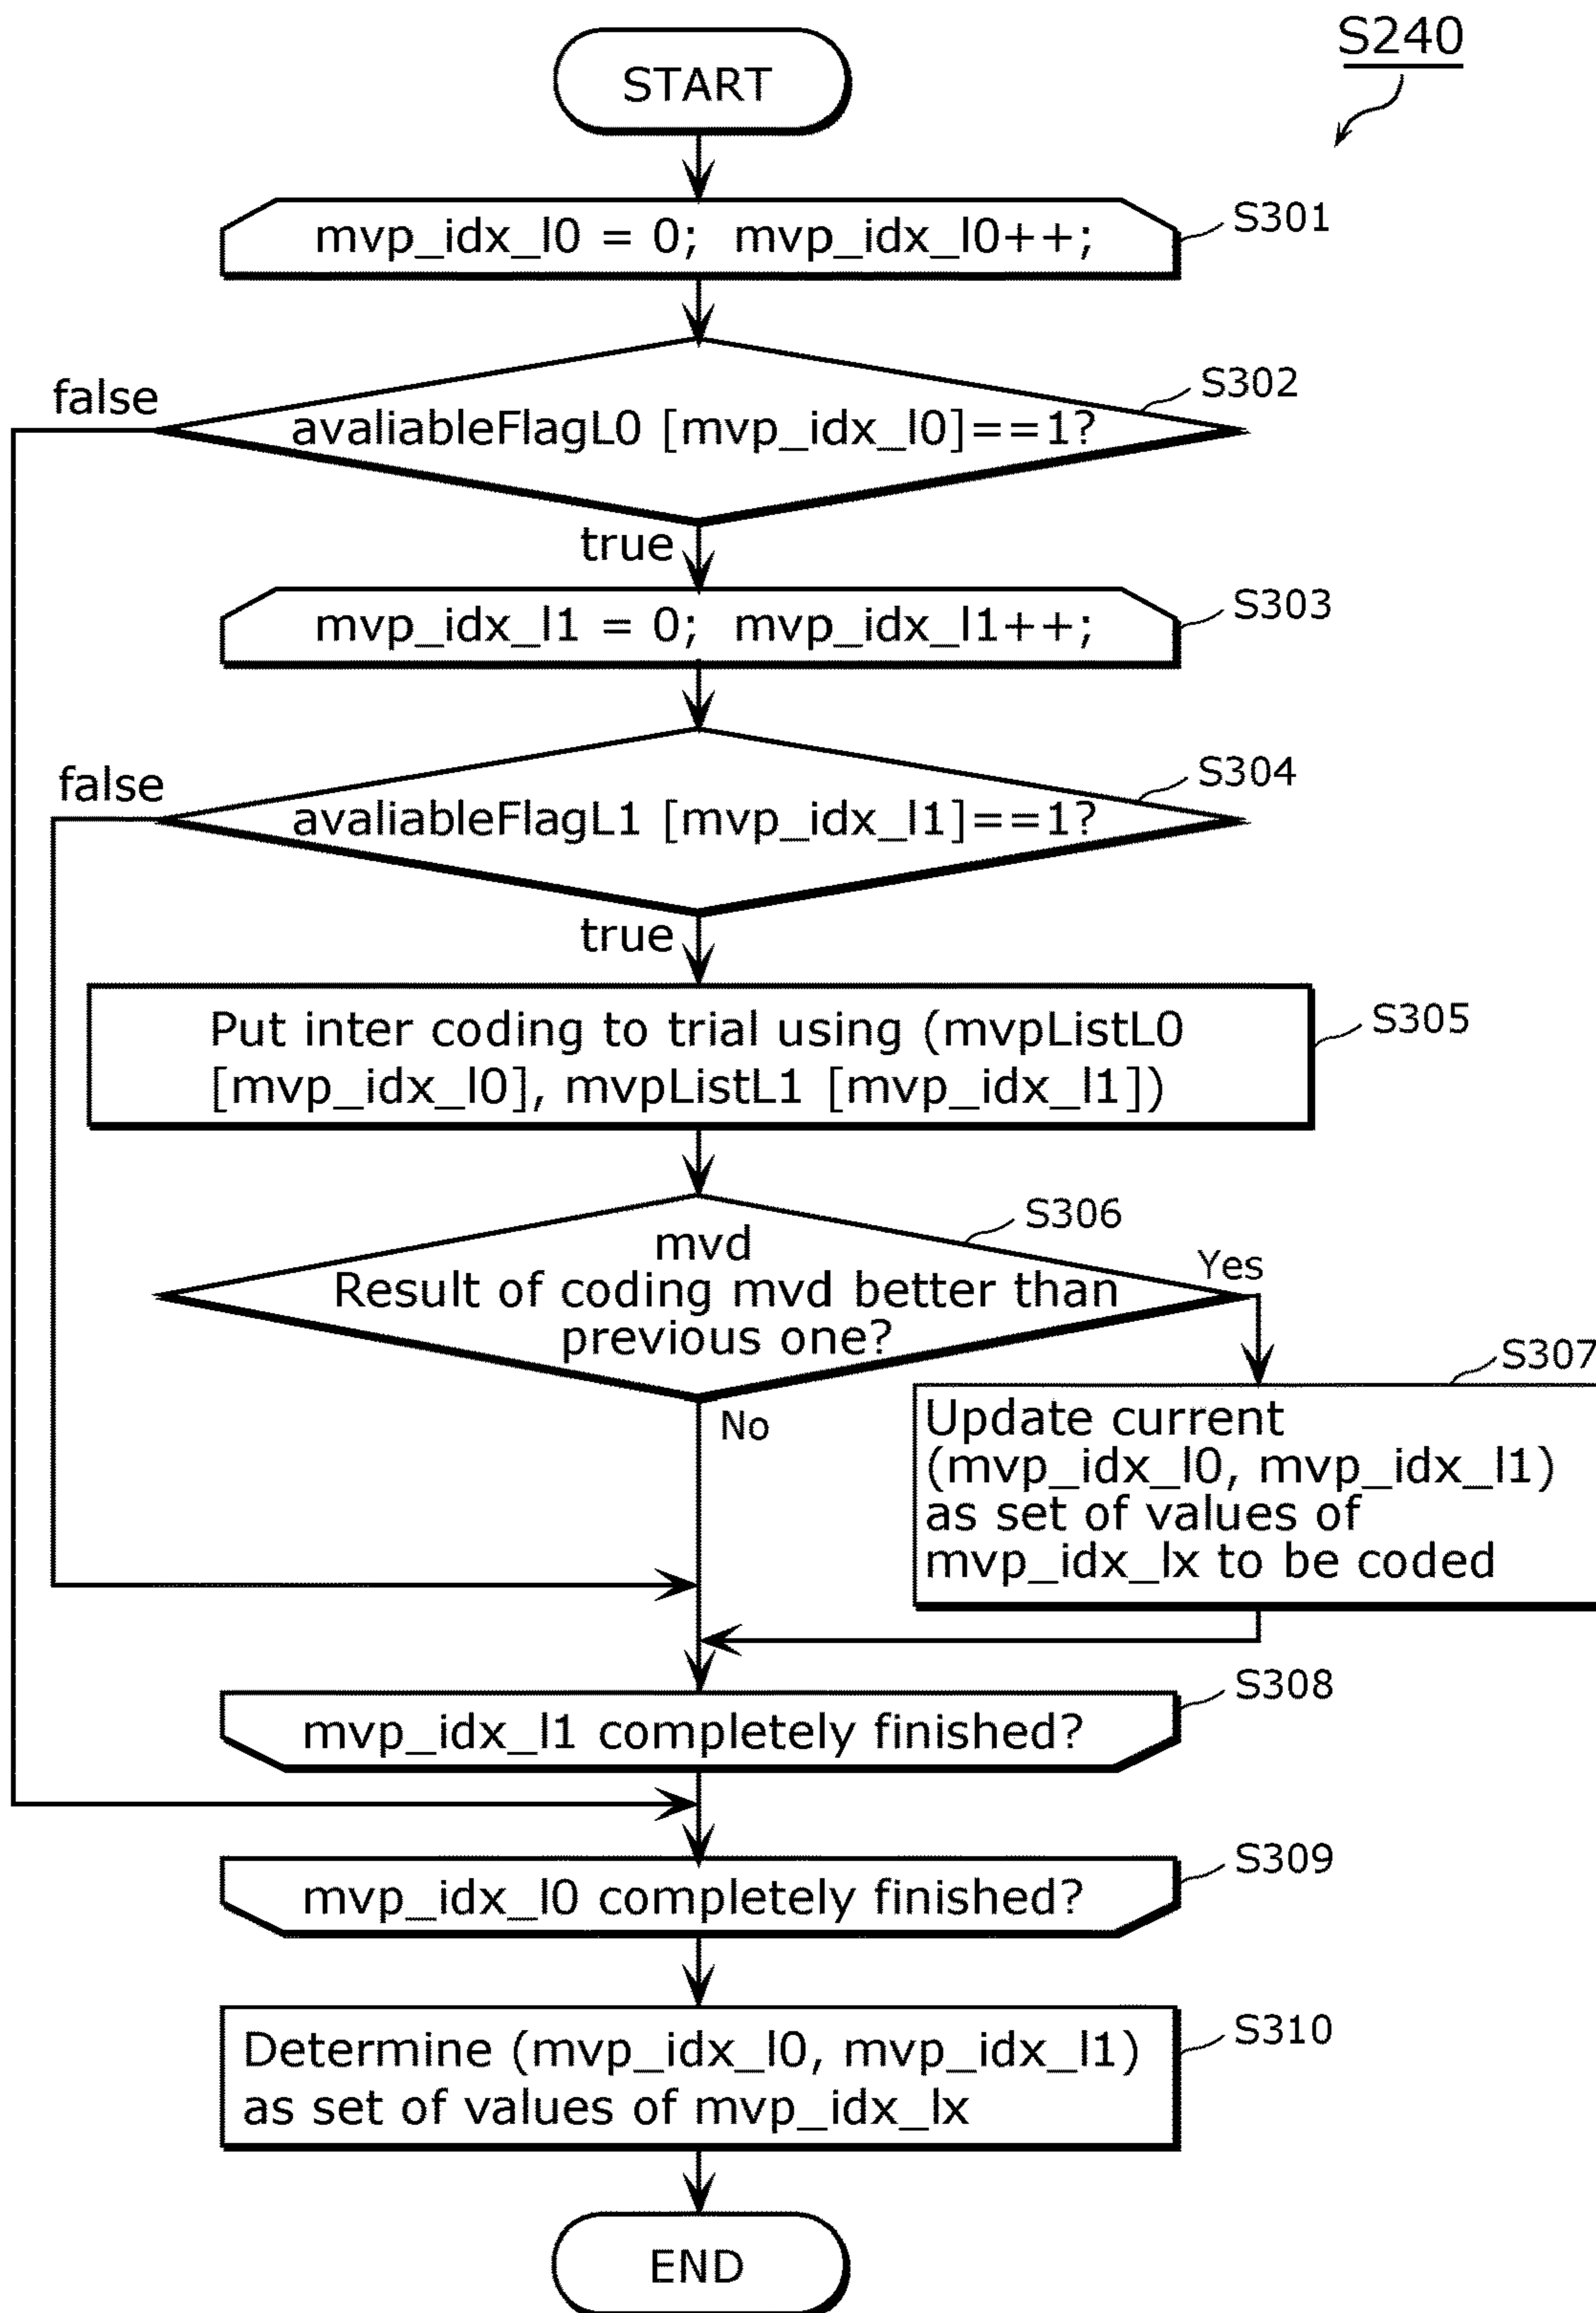 S240
START
mvp_idx_l0 = 0; mvp_idx_l0++;
S301
S302
false
avaliableFlagL0 [mvp_idx_l0]==1?
true
S303
mvp_idx_l1 = 0; mvp_idx_l1++;
S304
false
avaliableFlagL1 [mvp_idx_l1]==1?
true
S305
Put inter coding to trial using (mvpListL0
[mvp_idx_l0], mvpListL1 [mvp_idx_l1])
S306
mvd
Result of coding mvd better than
previous one?
Yes
No
S307
Update current
(mvp_idx_l0, mvp_idx_l1)
as set of values of
mvp_idx_lx to be coded
S308
mvp_idx_l1 completely finished?
S309
mvp_idx_l0 completely finished?
S310
Determine (mvp_idx_l0, mvp_idx_l1)
as set of values of mvp_idx_lx
END